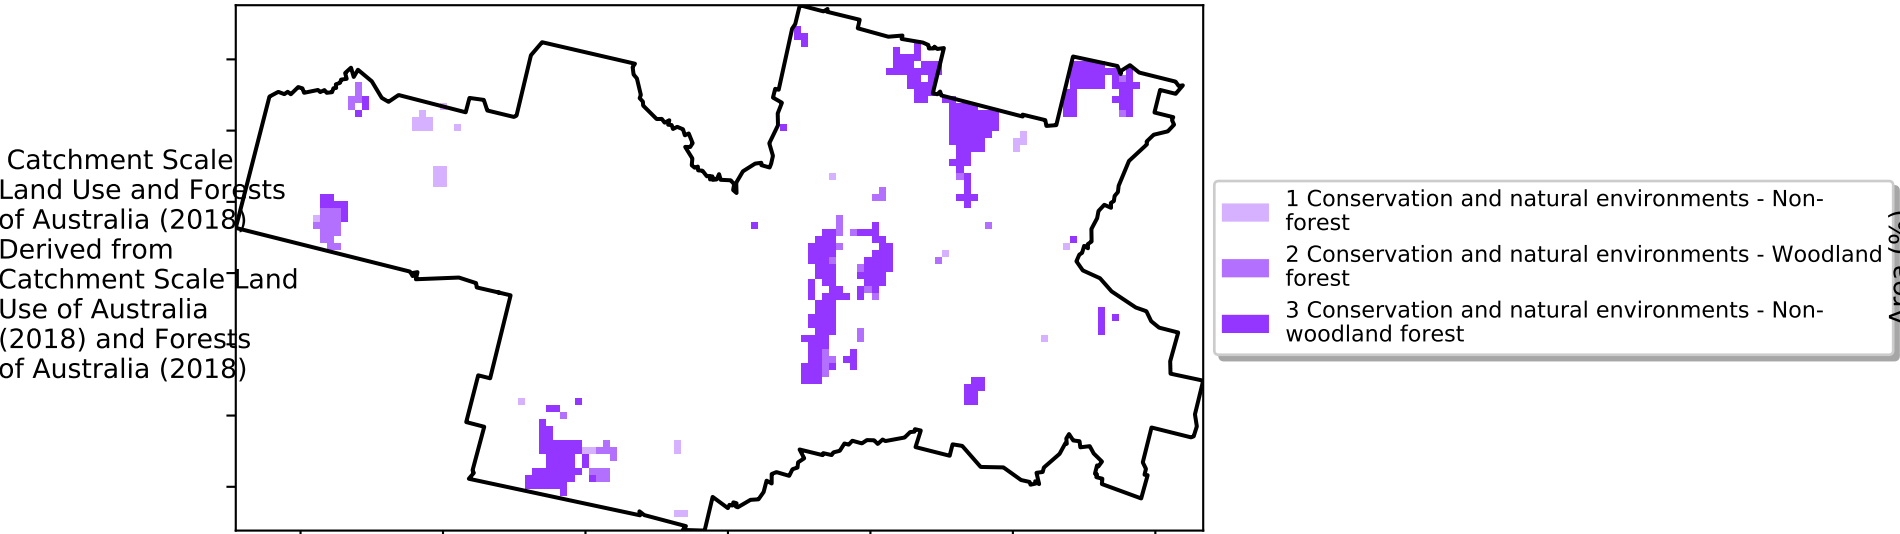 Catchment Scale
Land Use and Forests
of Australia (2018)
Derived from
Catchment Scale Land
Use of Australia
(2018) and Forests
of Australia (2018)
1 Conservation and natural environments - Non-
forest
2 Conservation and natural environments - Woodland
forest
3 Conservation and natural environments - Non-
woodland forest